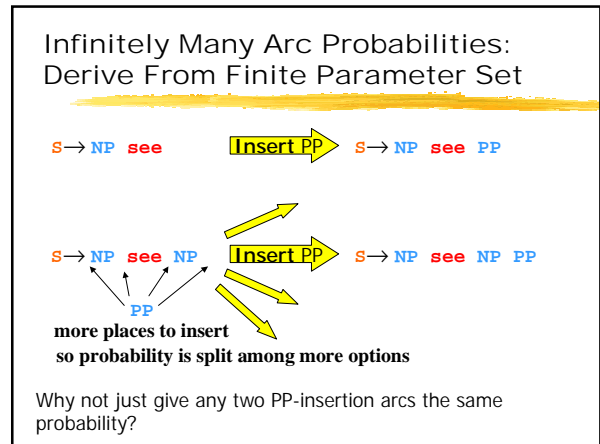 Infinitely Many Arc Probabilities:
Derive From Finite Parameter Set
S→ NP see
Insert PP
S→ NP see PP
S→ NP see NP
Insert PP
S→ NP see NP PP
PP
more places to insert
so probability is split among more options
Why not just give any two PP-insertion arcs the same
probability?